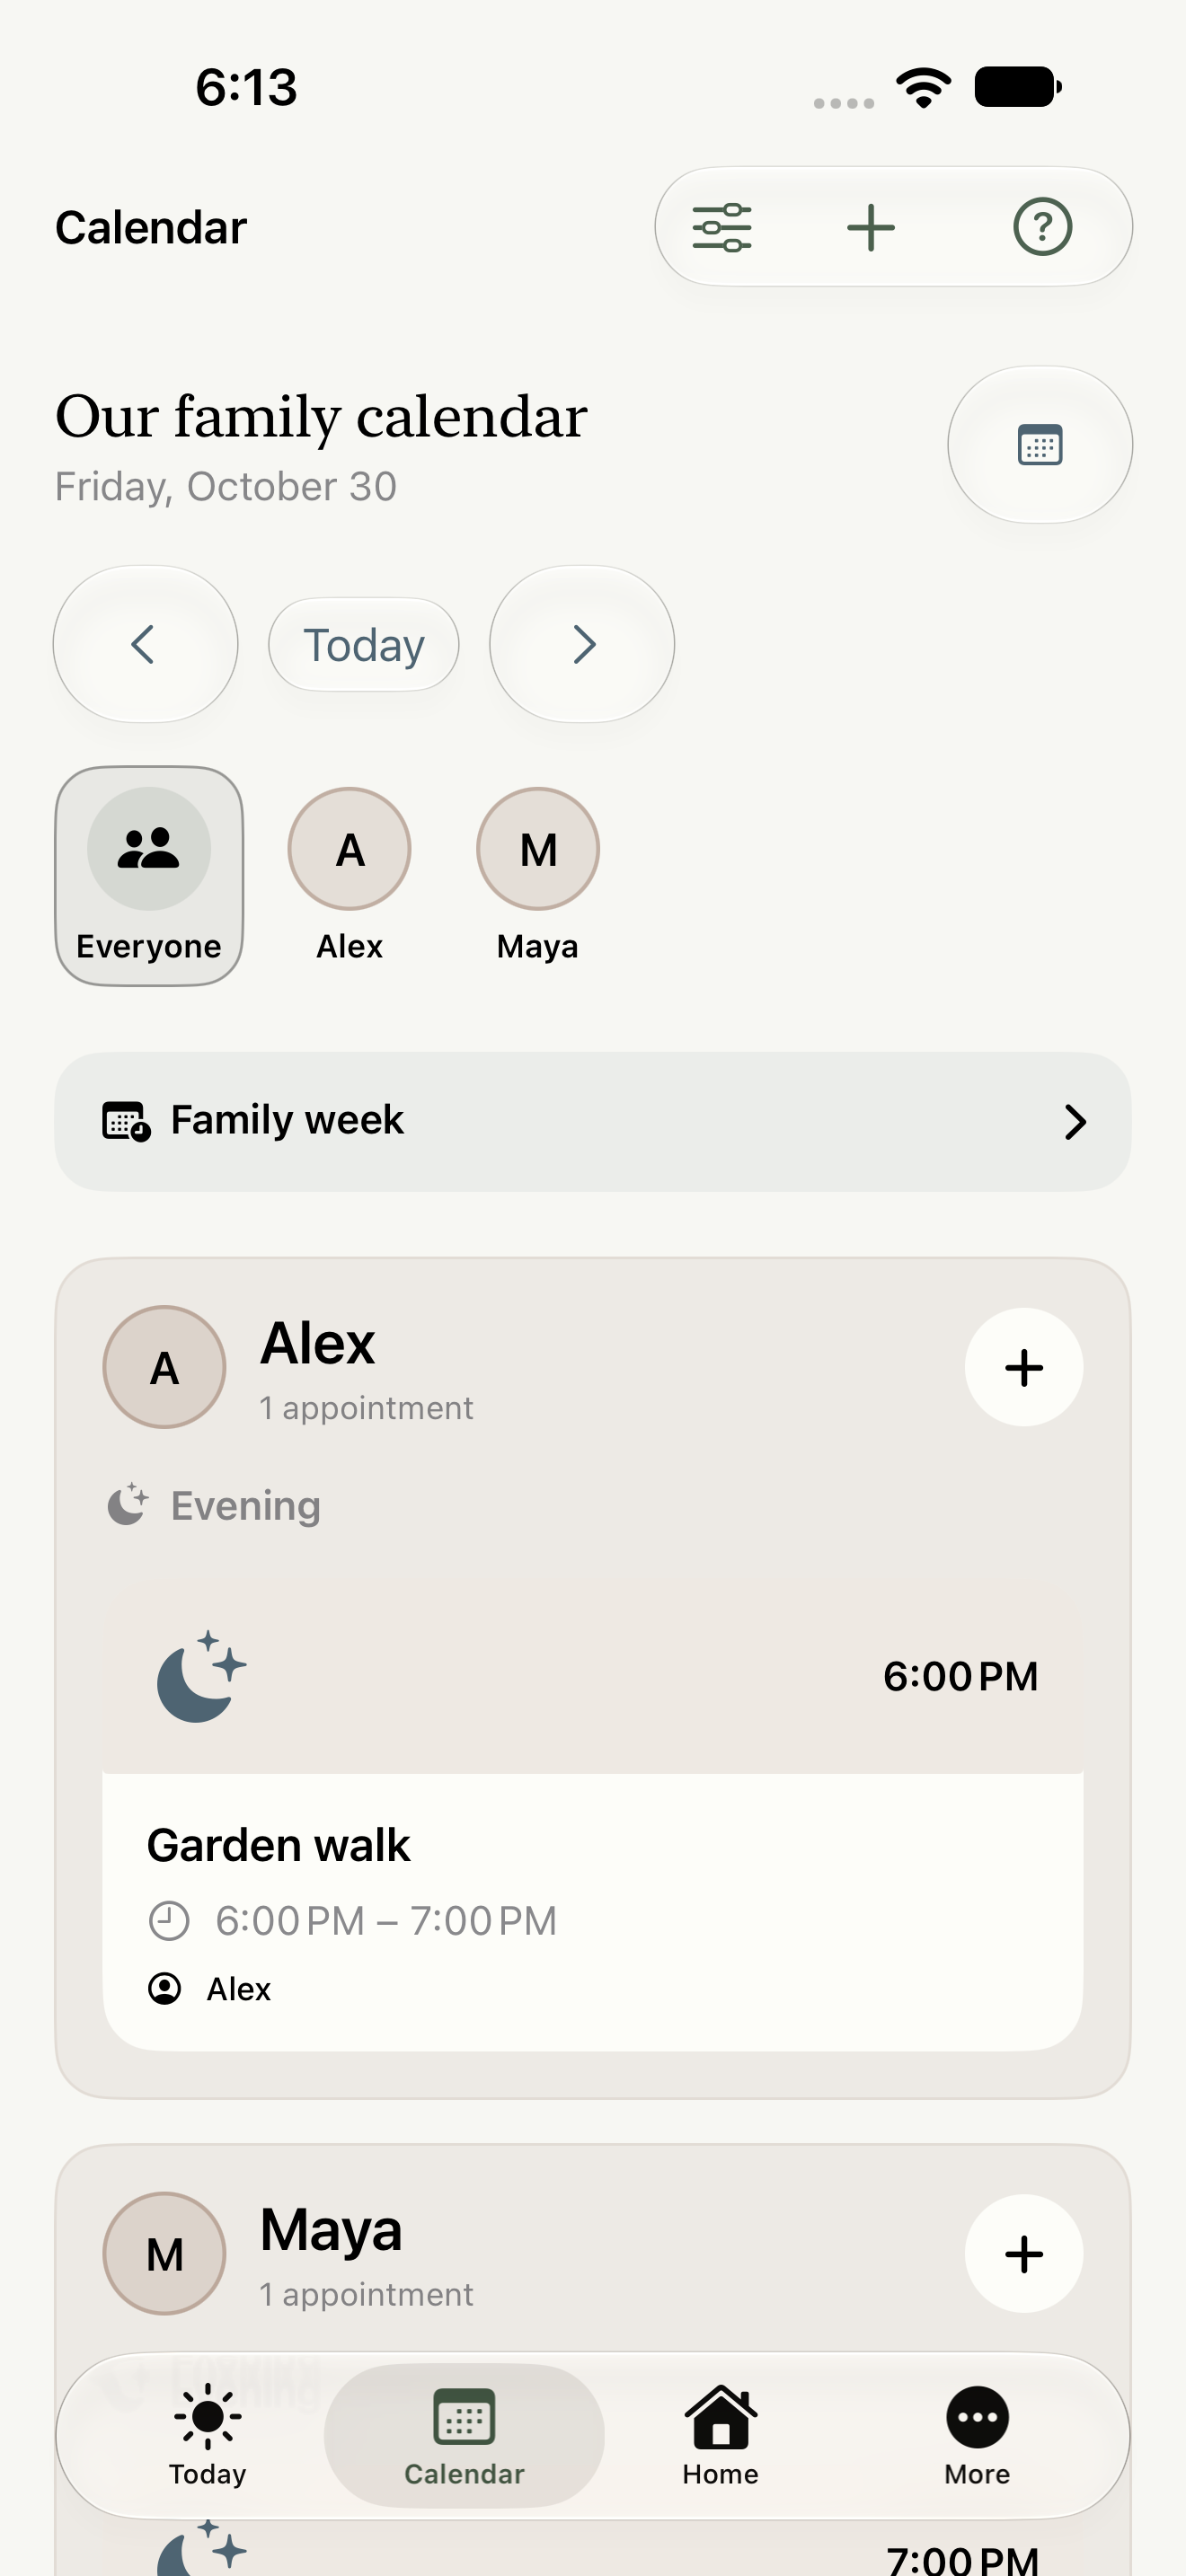 6:13
Calendar
?
Our family calendar
Friday, October 30
Today
A
M
Everyone
Alex
Maya
Family week
A
Alex
1 appointment
Evening
6:00 PM
Garden walk
6:00 PM – 7:00 PM
Alex
M
Maya
1 appointment
Evening
Today
Calendar
Home
More
7:00 PM